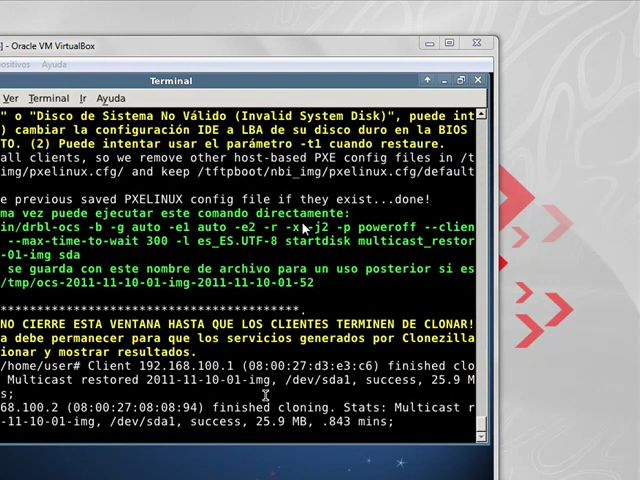 ] - Oracle VM VirtualBox
positivos Ayuda
Terminal
Ver Terminal Ir Ayuda
" o "Disco de Sistema No Válido (Invalid System Disk)", puede int
) cambiar la configuración IDE a LBA de su disco duro en la BIOS
TO. (2) Puede intentar usar el parámetro -t1 cuando restaure.
all clients, so we remove other host-based PXE config files in /t
img/pxelinux.cfg/ and keep /tftpboot/nbi_img/pxelinux.cfg/default
e previous saved PXELINUX config file if they exist...done!
ma vez puede ejecutar este comando directamente:
in/drbl-ocs -b -g auto -e1 auto -e2 -r -x -j2 -p poweroff --clien
--max-time-to-wait 300 -l es_ES.UTF-8 startdisk multicast_restor
-01-img sda
se guarda con este nombre de archivo para un uso posterior si es
/tmp/ocs-2011-11-10-01-img-2011-11-10-01-52
******************************************.
NO CIERRE ESTA VENTANA HASTA QUE LOS CLIENTES TERMINEN DE CLONAR!
a debe permanecer para que los servicios generados por Clonezilla
ionar y mostrar resultados.
/home/user# Client 192.168.100.1 (08:00:27:d3:e3:c6) finished clo
Multicast restored 2011-11-10-01-img, /dev/sda1, success, 25.9 M
s;
68.100.2 (08:00:27:08:08:94) finished cloning. Stats: Multicast r
-11-10-01-img, /dev/sda1, success, 25.9 MB, .843 mins;